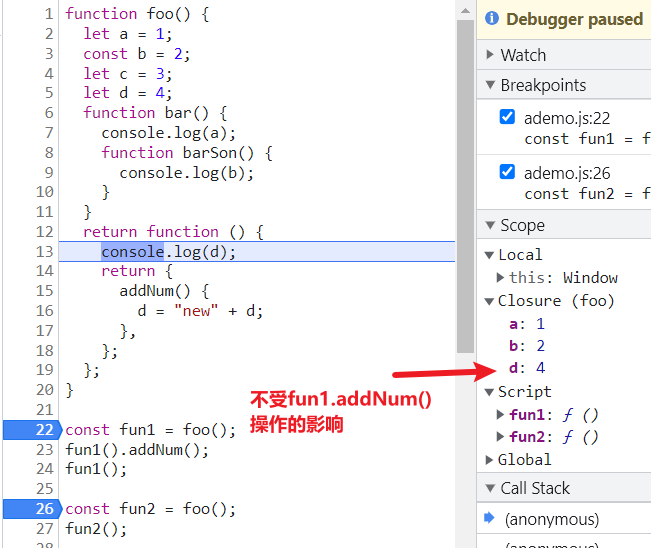 1 function foo() {
2 let a = 1;
3 const b = 2;
4 let c = 3;
5 let d = 4;
6 function bar() {
7 console.log(a);
8 function barSon() {
9 console.log(b);
10 }
11 }
12 return function () {
13 console.log(d);
14 return {
15 addNum() {
16 d = "new" + d;
17 },
18 };
19 };
20 }
21
22 const fun1 = foo();
23 fun1().addNum();
24 fun1();
25
26 const fun2 = foo();
27 fun2();
28
不受fun1.addNum()
操作的影响
Debugger paused
Watch
Breakpoints
ademo.js:22
const fun1 = f
ademo.js:26
const fun2 = f
Scope
Local
this: Window
Closure (foo)
a: 1
b: 2
d: 4
Script
fun1: ƒ ()
fun2: ƒ ()
Global
Call Stack
(anonymous)